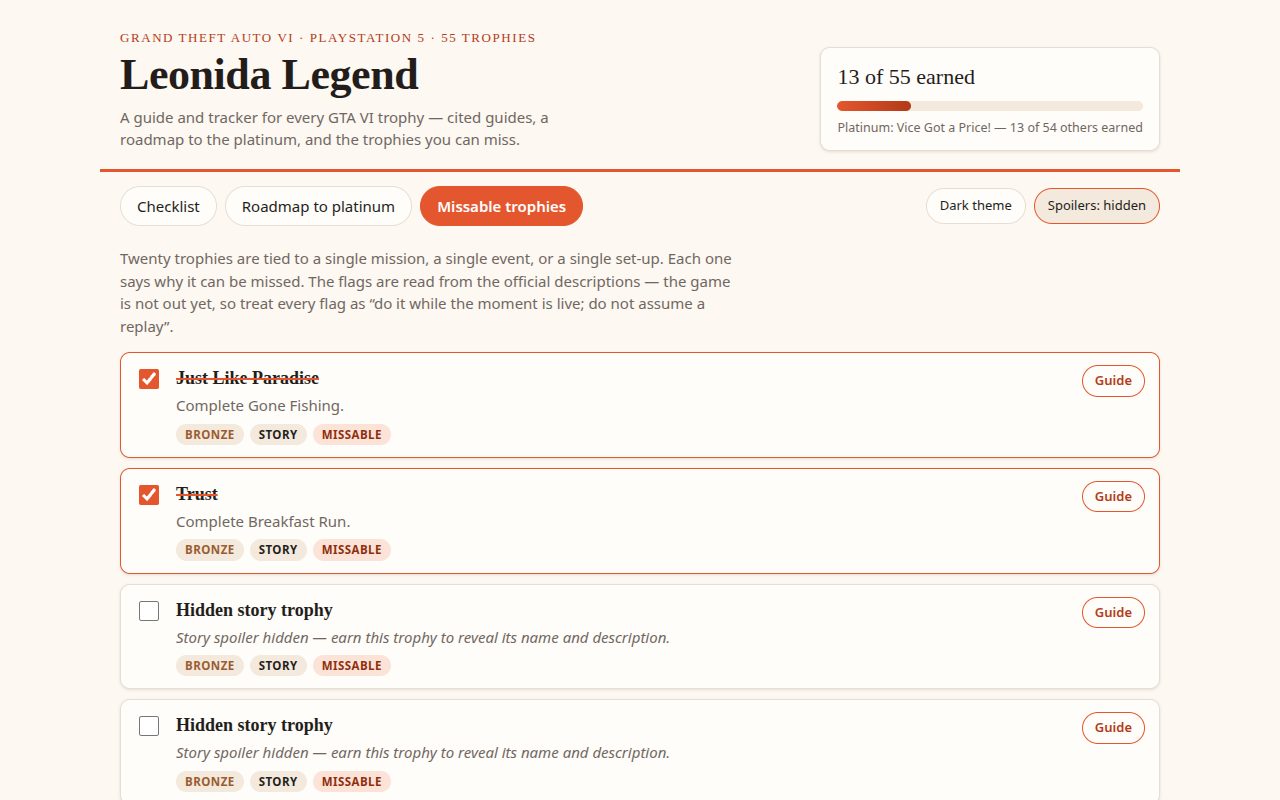 GRAND THEFT AUTO VI · PLAYSTATION 5 · 55 TROPHIES
Leonida Legend
A guide and tracker for every GTA VI trophy — cited guides, a
roadmap to the platinum, and the trophies you can miss.
13 of 55 earned
Platinum: Vice Got a Price! — 13 of 54 others earned
Checklist
Roadmap to platinum
Missable trophies
Dark theme
Spoilers: hidden
Twenty trophies are tied to a single mission, a single event, or a single set-up. Each one
says why it can be missed. The flags are read from the official descriptions — the game
is not out yet, so treat every flag as “do it while the moment is live; do not assume a
replay”.
Just Like Paradise
Guide
Complete Gone Fishing.
BRONZE STORY MISSABLE
Trust
Guide
Complete Breakfast Run.
BRONZE STORY MISSABLE
Hidden story trophy
Guide
Story spoiler hidden — earn this trophy to reveal its name and description.
BRONZE STORY MISSABLE
Hidden story trophy
Guide
Story spoiler hidden — earn this trophy to reveal its name and description.
BRONZE STORY MISSABLE